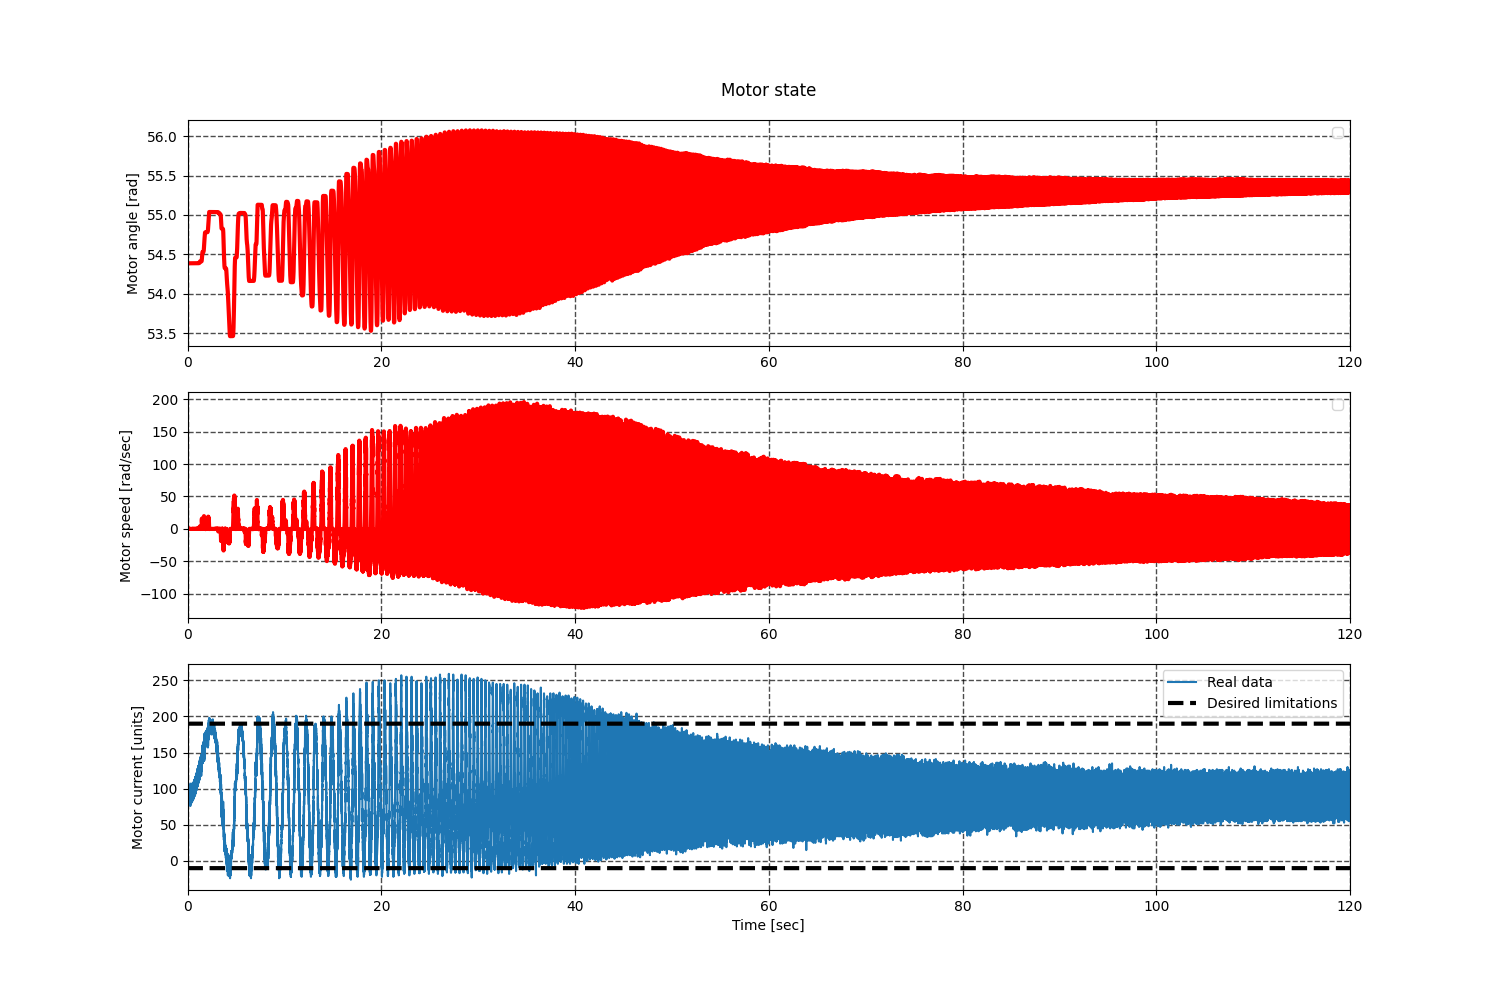 Motor state
56.0
55.5
55.0
54.5
54.0
53.5
Motor angle [rad]
0 20 40 60 80 100 120
200
150
100
50
0
−50
−100
Motor speed [rad/sec]
0 20 40 60 80 100 120
250
200
150
100
50
0
Motor current [units]
Real data
Desired limitations
0 20 40 60 80 100 120
Time [sec]